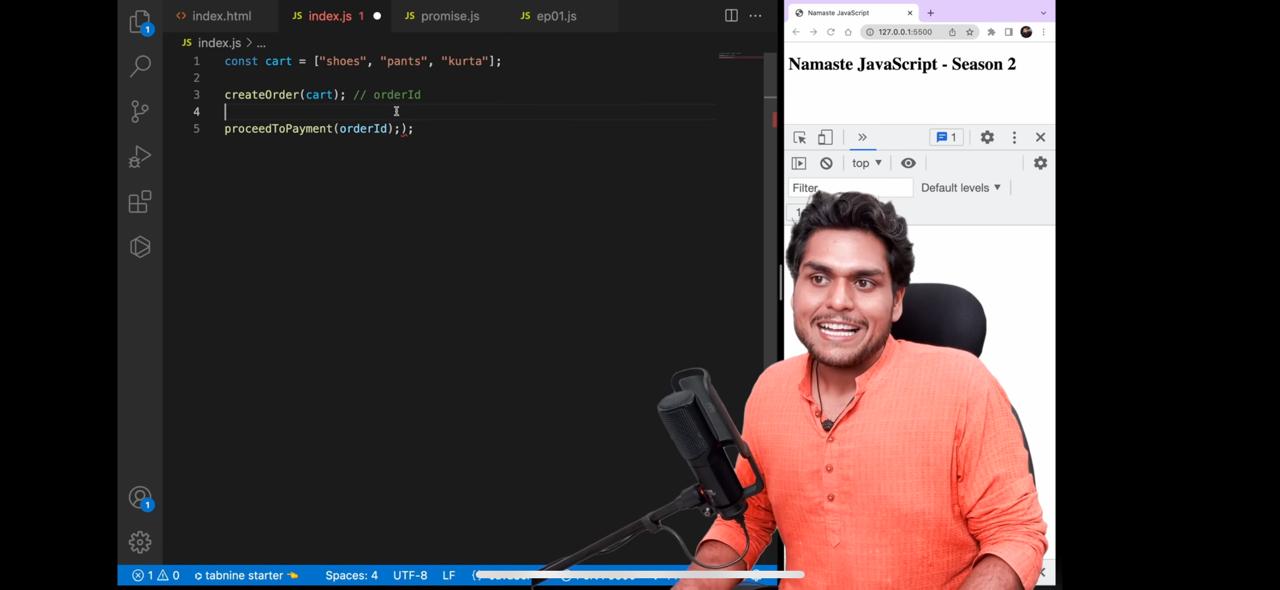 index.html
JS index.js 1
JS promise.js
JS ep01.js
JS index.js > ...
1 const cart = ["shoes", "pants", "kurta"];
2
3 createOrder(cart); // orderId
4
5 proceedToPayment(orderId););
1
1
1 0
tabnine starter
Spaces: 4
UTF-8
LF
Namaste JavaScript
127.0.0.1:5500
Namaste JavaScript - Season 2
1
top
Filter
Default levels